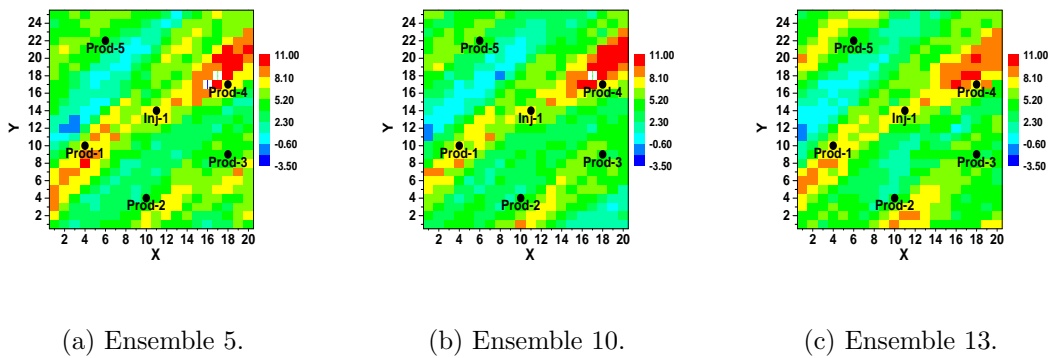 24
22
20
18
16
14
12
10
8
6
4
2
Y
2 4 6 8 10 12 14 16 18 20
X
Prod-5
Prod-4
Inj-1
Prod-1
Prod-3
Prod-2
11.00
8.10
5.20
2.30
-0.60
-3.50
(a) Ensemble 5.
24
22
20
18
16
14
12
10
8
6
4
2
Y
2 4 6 8 10 12 14 16 18 20
X
Prod-5
Prod-4
Inj-1
Prod-1
Prod-3
Prod-2
11.00
8.10
5.20
2.30
-0.60
-3.50
(b) Ensemble 10.
24
22
20
18
16
14
12
10
8
6
4
2
Y
2 4 6 8 10 12 14 16 18 20
X
Prod-5
Prod-4
Inj-1
Prod-1
Prod-3
Prod-2
11.00
8.10
5.20
2.30
-0.60
-3.50
(c) Ensemble 13.